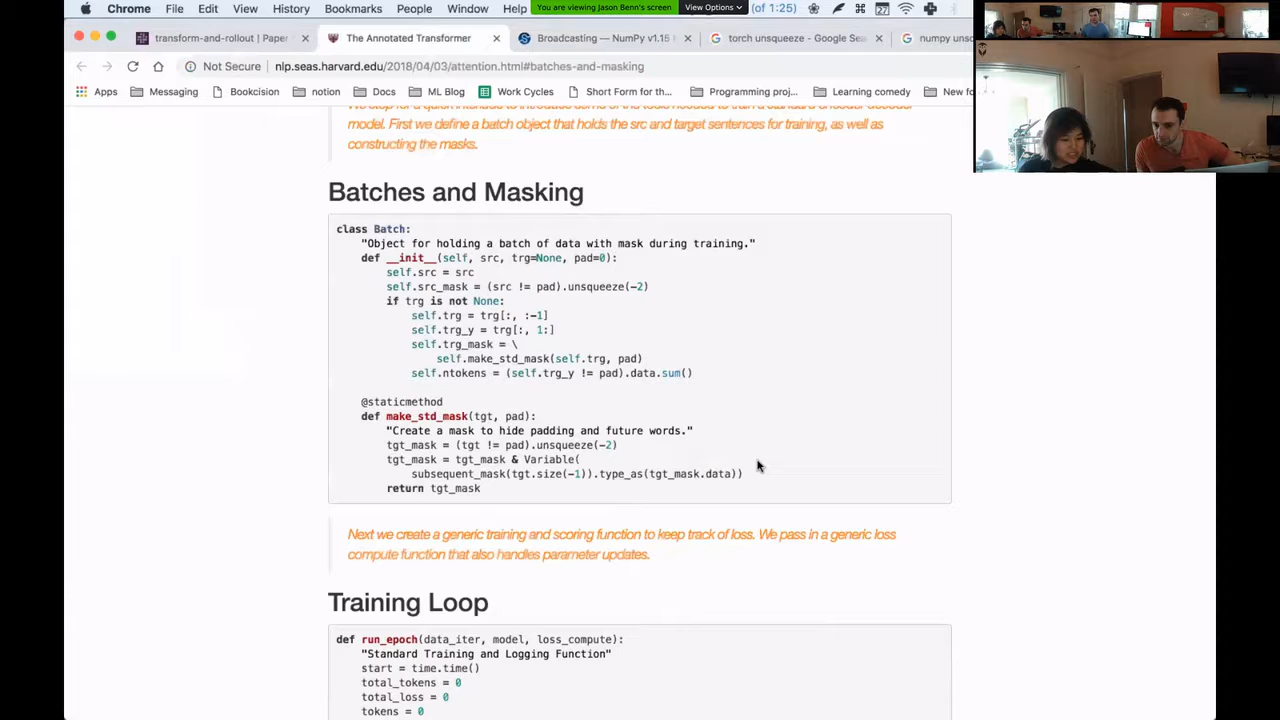 Chrome File Edit View History Bookmarks People Window Help
You are viewing Jason Benn's screen View Options of 1:25)
transform-and-rollout | Paper The Annotated Transformer Broadcasting — NumPy v1.15 torch unsqueeze - Google Sea numpy unso
Not Secure nlp.seas.harvard.edu/2018/04/03/attention.html#batches-and-masking
Apps Messaging Bookcision notion Docs ML Blog Work Cycles Short Form for th... Programming proj... Learning comedy New fo
model. First we define a batch object that holds the src and target sentences for training, as well as
constructing the masks.
Batches and Masking
class Batch:
"Object for holding a batch of data with mask during training."
def __init__(self, src, trg=None, pad=0):
self.src = src
self.src_mask = (src != pad).unsqueeze(-2)
if trg is not None:
self.trg = trg[:, :-1]
self.trg_y = trg[:, 1:]
self.trg_mask = \
self.make_std_mask(self.trg, pad)
self.ntokens = (self.trg_y != pad).data.sum()
@staticmethod
def make_std_mask(tgt, pad):
"Create a mask to hide padding and future words."
tgt_mask = (tgt != pad).unsqueeze(-2)
tgt_mask = tgt_mask & Variable(
subsequent_mask(tgt.size(-1)).type_as(tgt_mask.data))
return tgt_mask
Next we create a generic training and scoring function to keep track of loss. We pass in a generic loss
compute function that also handles parameter updates.
Training Loop
def run_epoch(data_iter, model, loss_compute):
"Standard Training and Logging Function"
start = time.time()
total_tokens = 0
total_loss = 0
tokens = 0